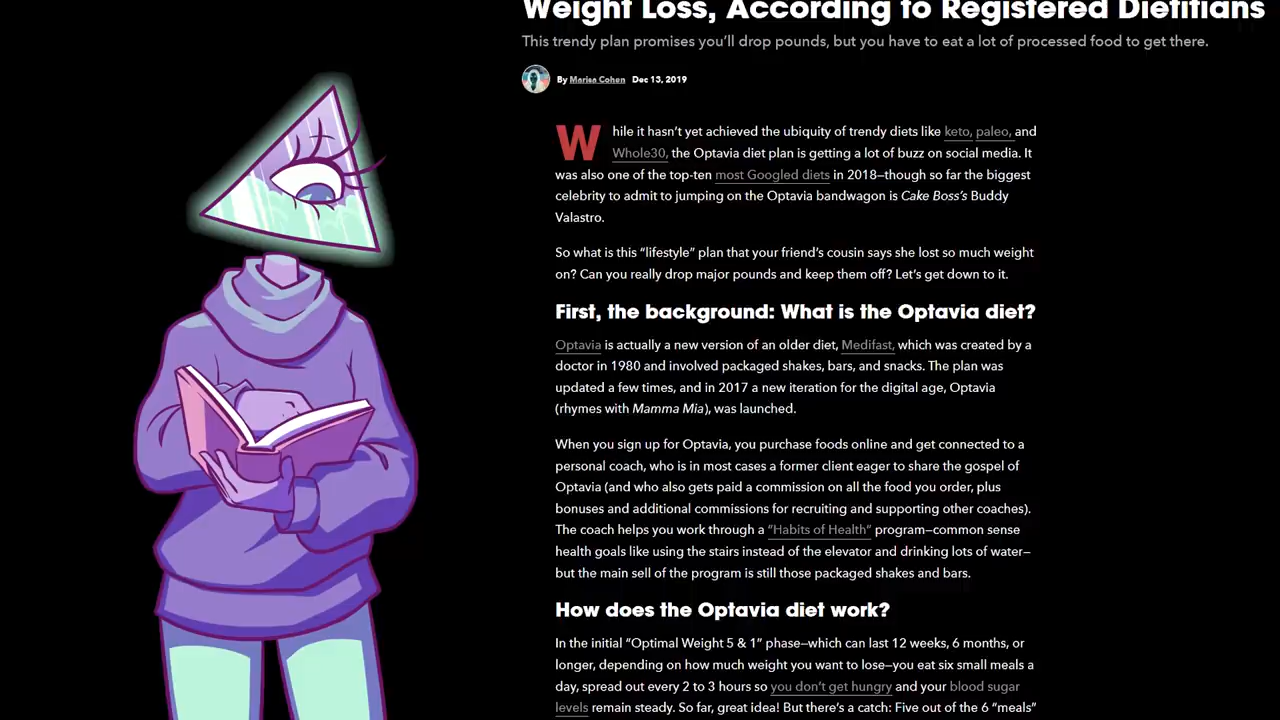 Weight Loss, According to Registered Dietitians
This trendy plan promises you’ll drop pounds, but you have to eat a lot of processed food to get there.
By Marisa Cohen Dec 13, 2019
While it hasn’t yet achieved the ubiquity of trendy diets like keto, paleo, and
Whole30, the Optavia diet plan is getting a lot of buzz on social media. It
was also one of the top-ten most Googled diets in 2018—though so far the biggest
celebrity to admit to jumping on the Optavia bandwagon is Cake Boss’s Buddy
Valastro.
So what is this “lifestyle” plan that your friend’s cousin says she lost so much weight
on? Can you really drop major pounds and keep them off? Let’s get down to it.
First, the background: What is the Optavia diet?
Optavia is actually a new version of an older diet, Medifast, which was created by a
doctor in 1980 and involved packaged shakes, bars, and snacks. The plan was
updated a few times, and in 2017 a new iteration for the digital age, Optavia
(rhymes with Mamma Mia), was launched.
When you sign up for Optavia, you purchase foods online and get connected to a
personal coach, who is in most cases a former client eager to share the gospel of
Optavia (and who also gets paid a commission on all the food you order, plus
bonuses and additional commissions for recruiting and supporting other coaches).
The coach helps you work through a “Habits of Health” program—common sense
health goals like using the stairs instead of the elevator and drinking lots of water—
but the main sell of the program is still those packaged shakes and bars.
How does the Optavia diet work?
In the initial “Optimal Weight 5 & 1” phase—which can last 12 weeks, 6 months, or
longer, depending on how much weight you want to lose—you eat six small meals a
day, spread out every 2 to 3 hours so you don’t get hungry and your blood sugar
levels remain steady. So far, great idea! But there’s a catch: Five out of the 6 “meals”